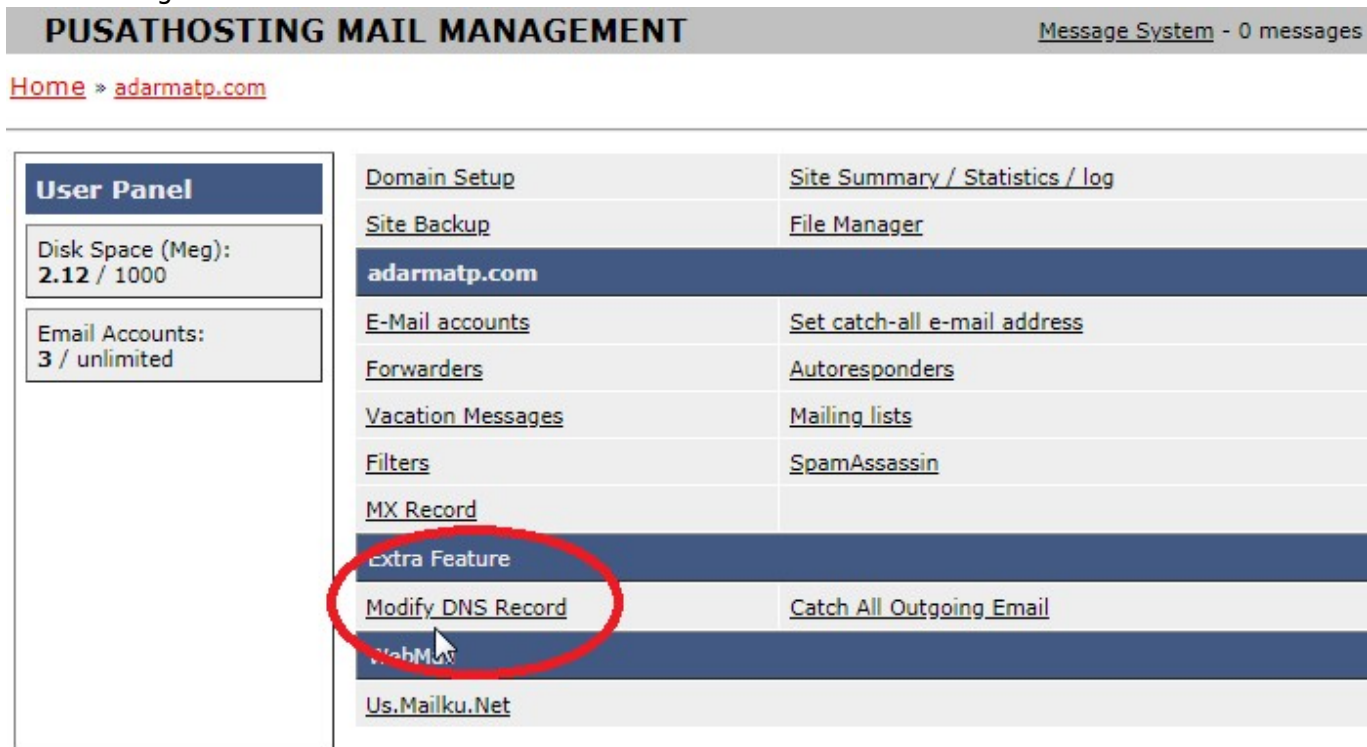 PUSATHOSTING MAIL MANAGEMENT Message System - 0 messages
Home » adarmatp.com
User Panel
Disk Space (Meg):
2.12 / 1000
Email Accounts:
3 / unlimited
Domain Setup Site Summary / Statistics / log
Site Backup File Manager
adarmatp.com
E-Mail accounts Set catch-all e-mail address
Forwarders Autoresponders
Vacation Messages Mailing lists
Filters SpamAssassin
MX Record
Extra Feature
Modify DNS Record Catch All Outgoing Email
Us.Mailku.Net